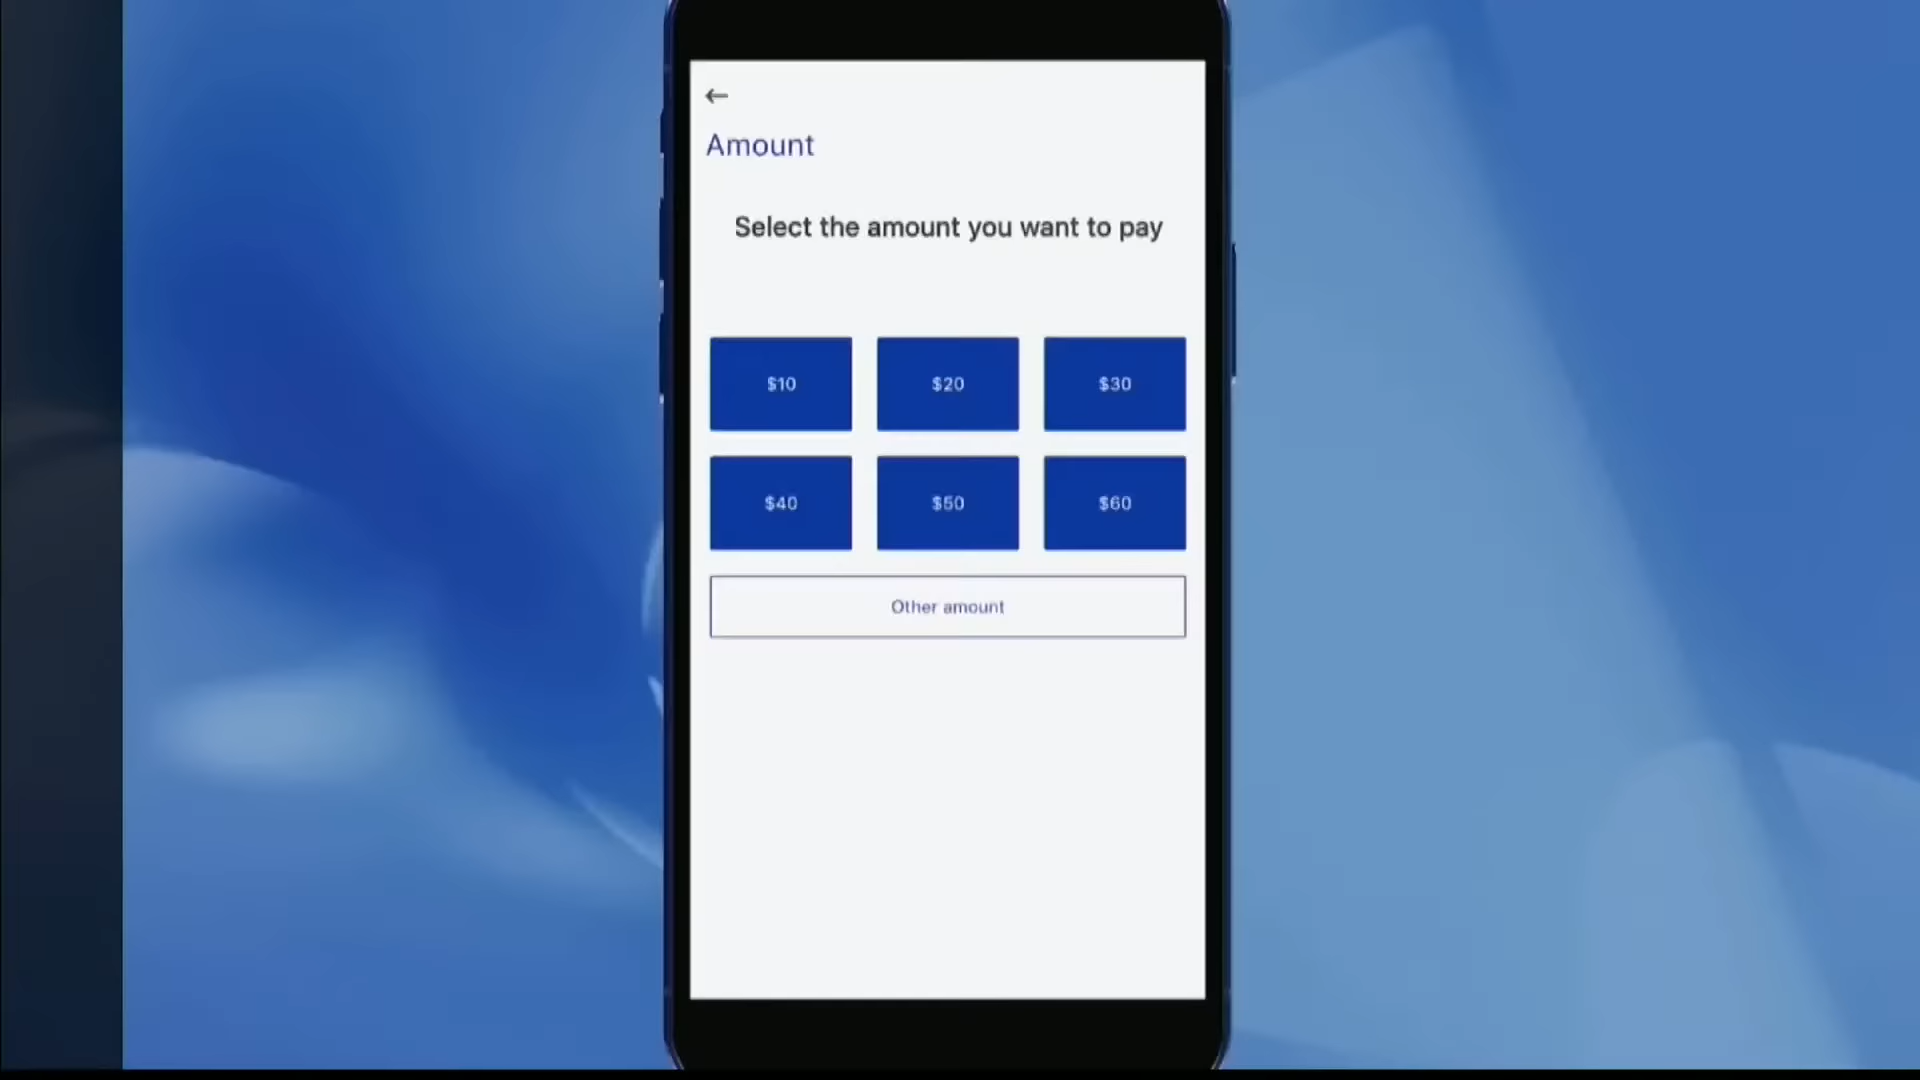 Amount
Select the amount you want to pay
$10 $20 $30
$40 $50 $60
Other amount